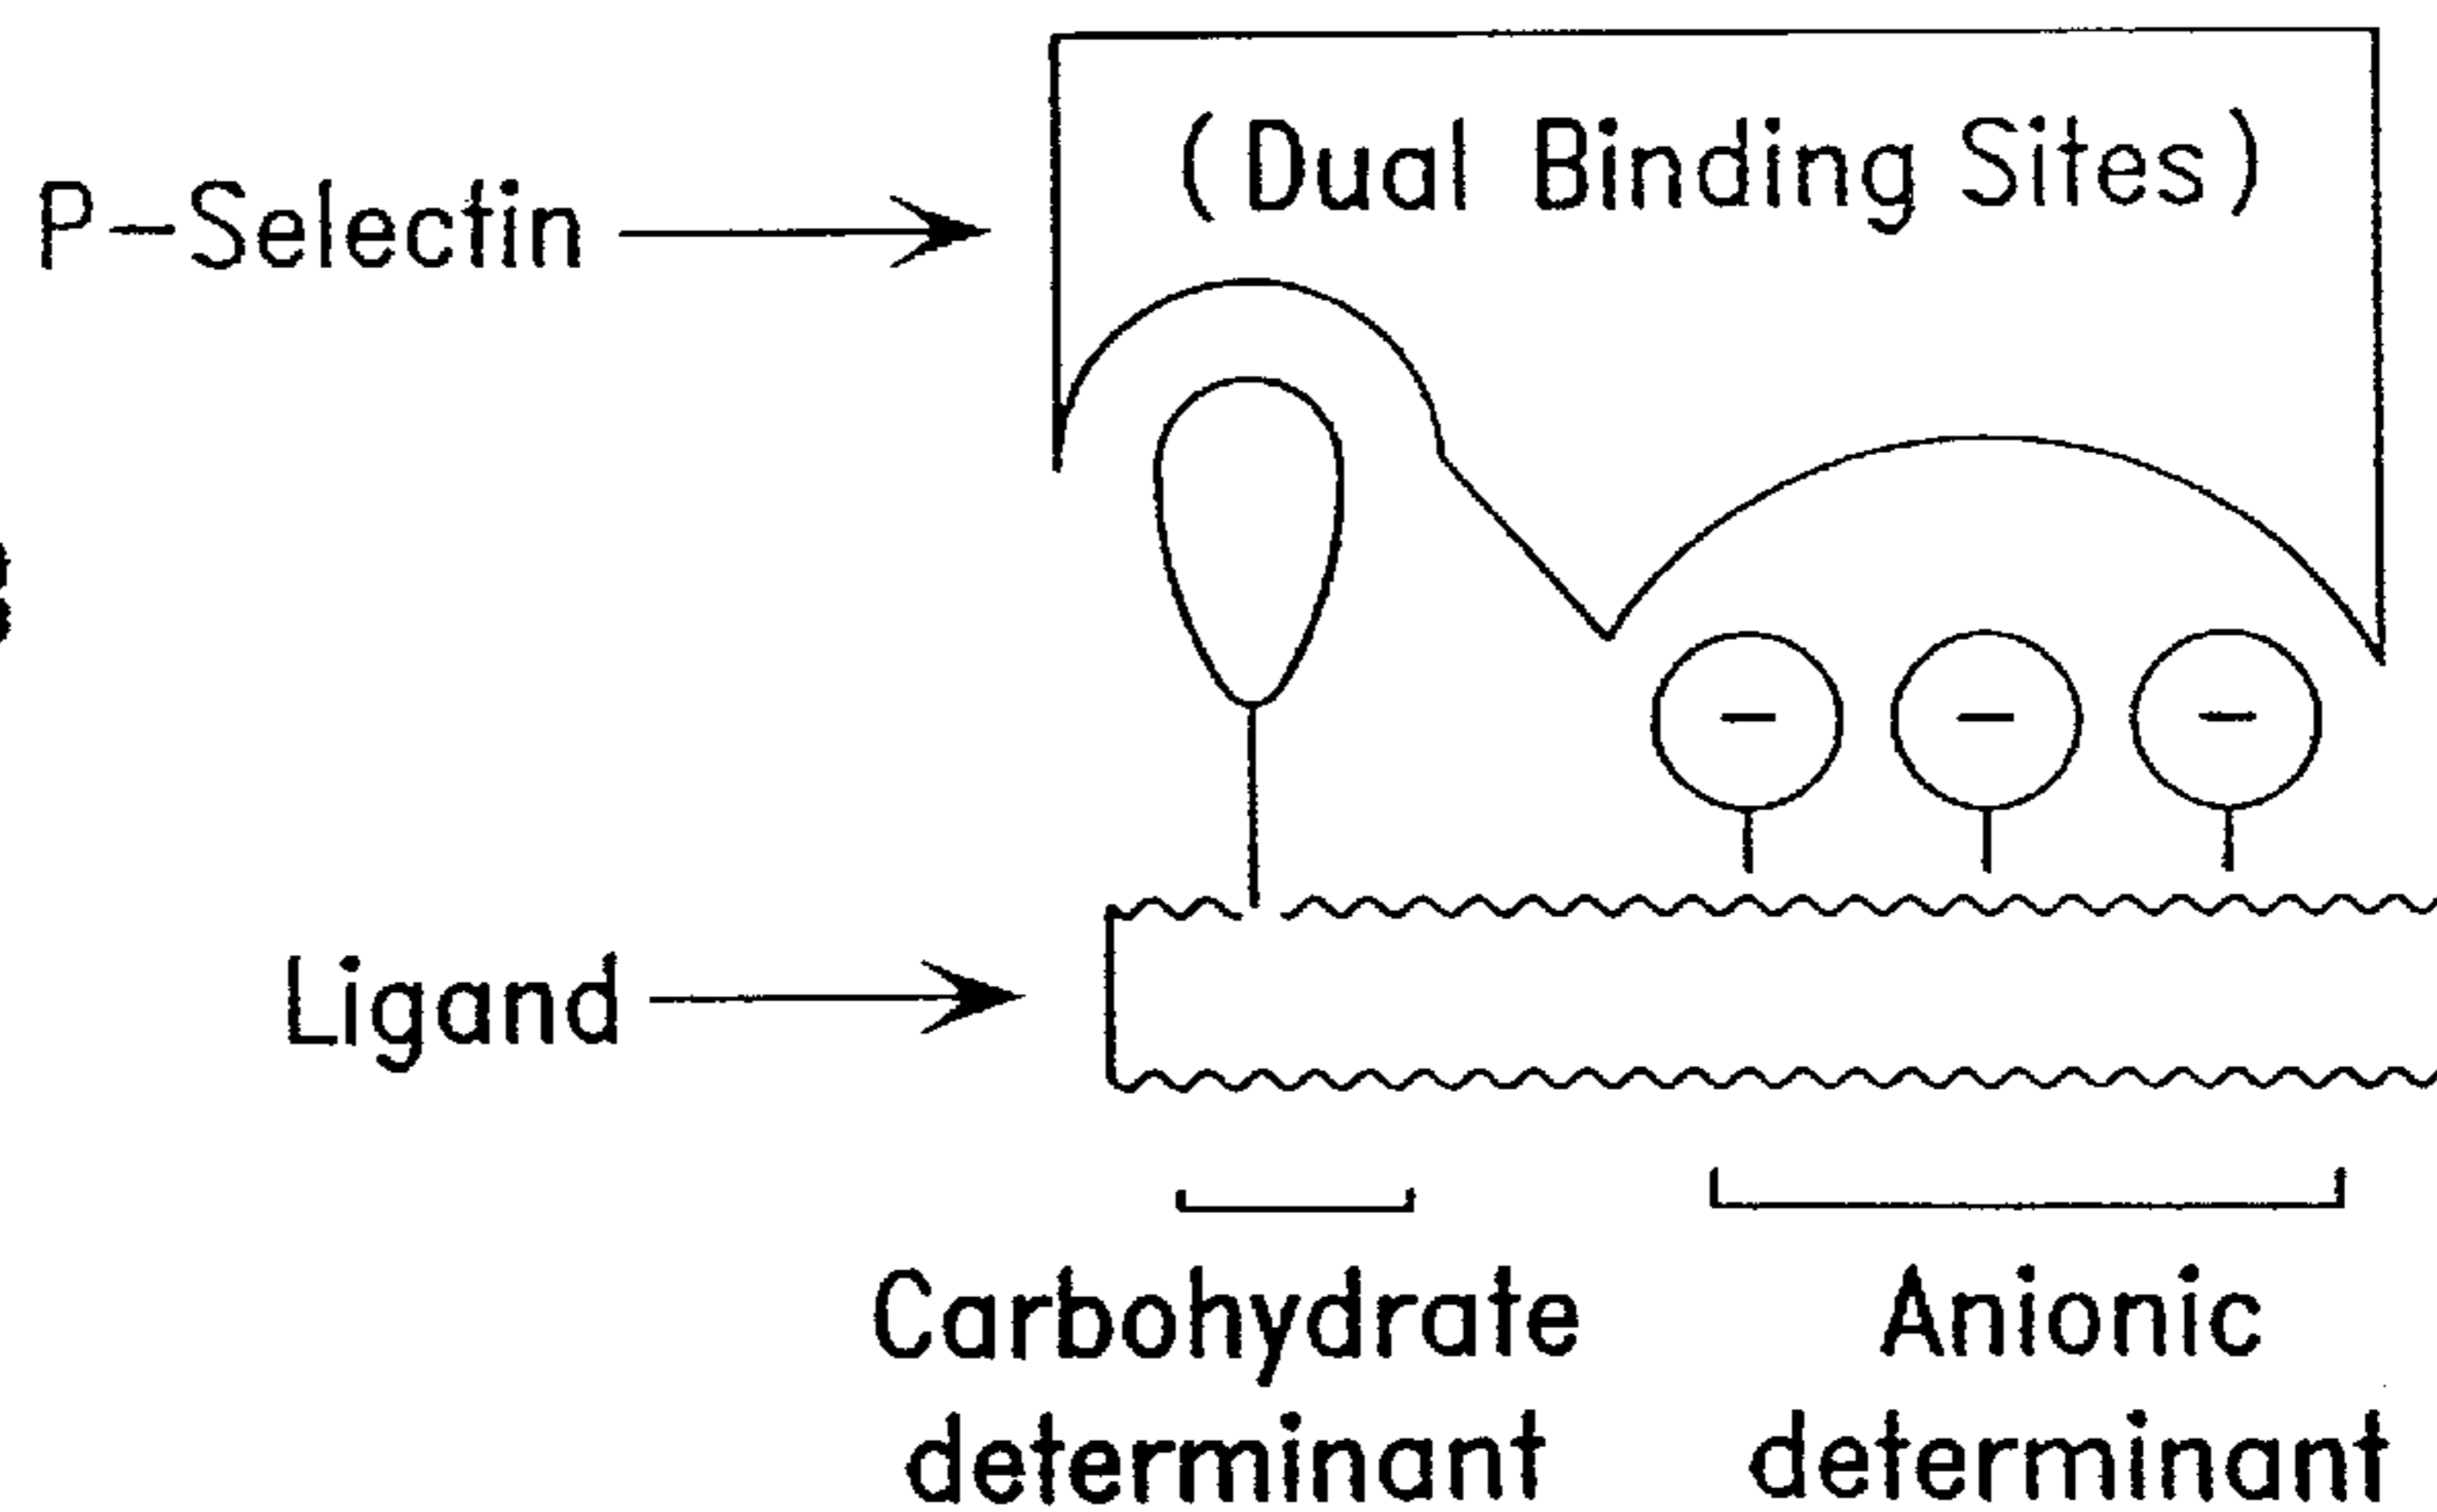 (Dual Binding Sites)
P-Selectin
- - -
Ligand
Carbohydrate
determinant
Anionic
determinant